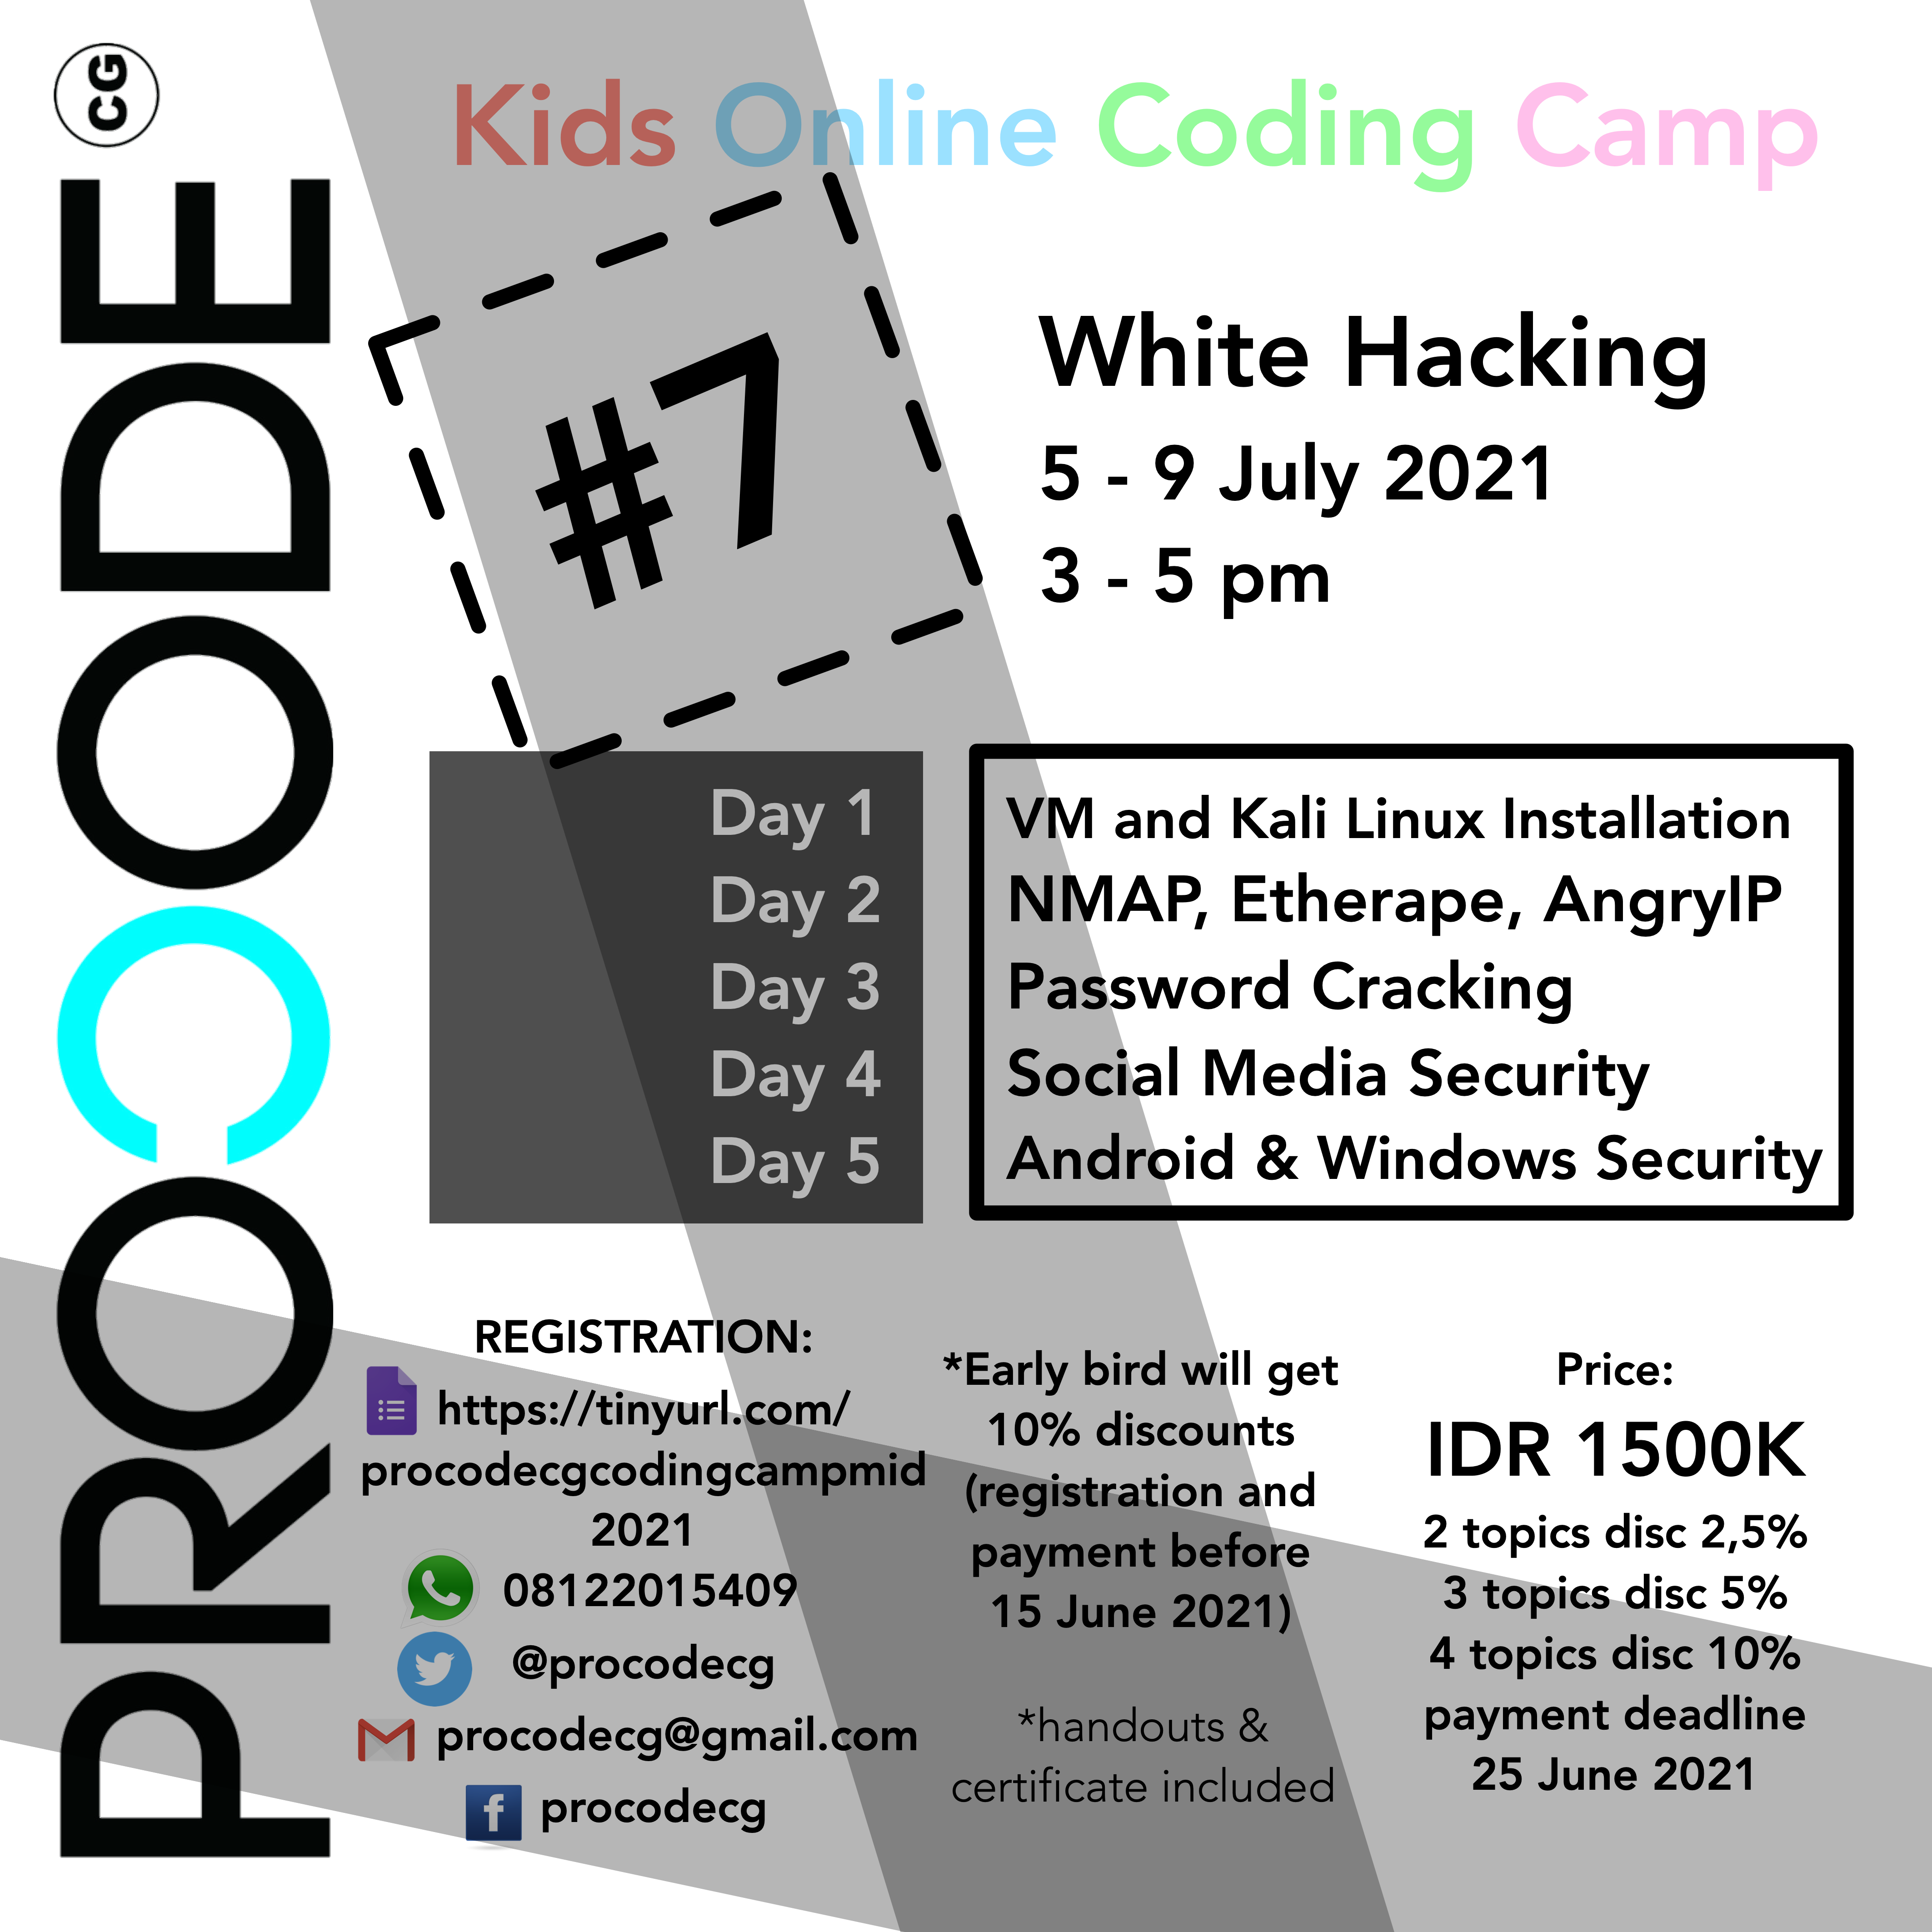 CG
PROCODE
Kids Online Coding Camp
#7
White Hacking
5 - 9 July 2021
3 - 5 pm
Day 1
VM and Kali Linux Installation
Day 2
NMAP, Etherape, AngryIP
Day 3
Password Cracking
Day 4
Social Media Security
Day 5
Android & Windows Security
REGISTRATION:
https://tinyurl.com/
procodecgcodingcampmid
2021
08122015409
@procodecg
procodecg@gmail.com
f
procodecg
*Early bird will get
10% discounts
(registration and
payment before
15 June 2021)
*handouts &
certificate included
Price:
IDR 1500K
2 topics disc 2,5%
3 topics disc 5%
4 topics disc 10%
payment deadline
25 June 2021